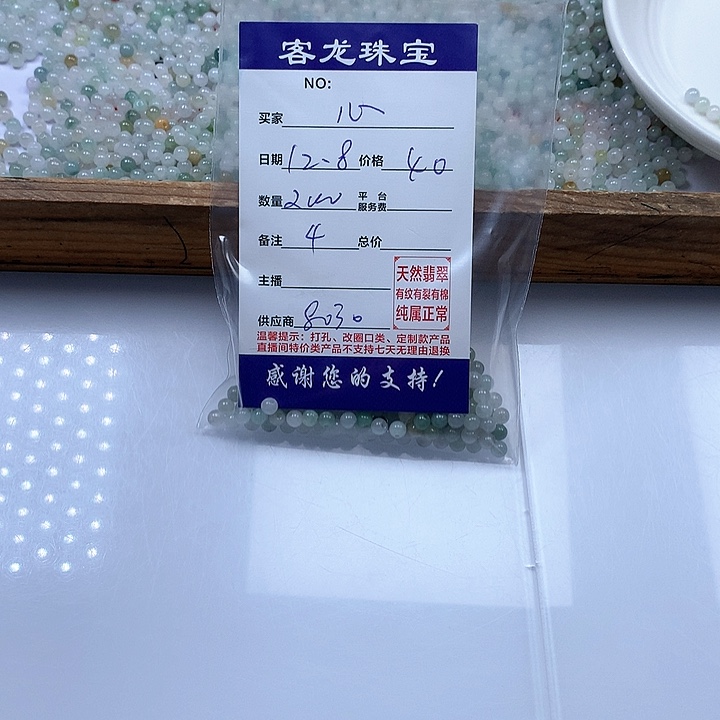 客龙珠宝
NO:
买家
日期 12-8 价格 40
数量 200 平台服务费
备注 4 总价
主播
天然翡翠
有纹有裂有棉
纯属正常
供应商 8030
温馨提示：打孔、改圈口类、定制款产品
直播间特价类产品不支持七天无理由退换
感谢您的支持！